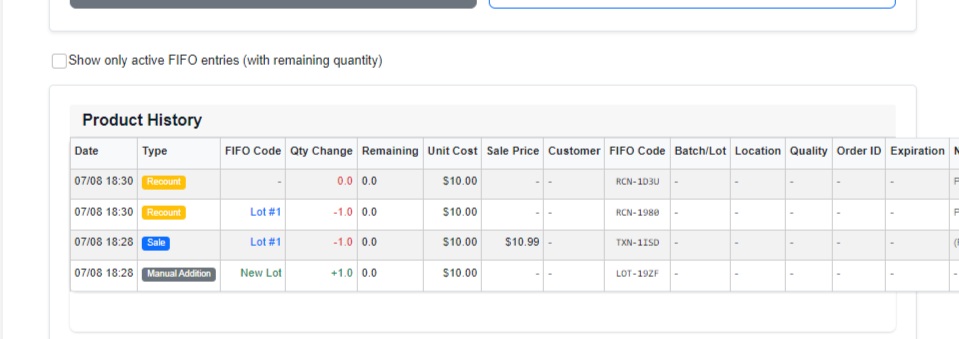 Show only active FIFO entries (with remaining quantity)
Product History
Date Type FIFO Code Qty Change Remaining Unit Cost Sale Price Customer FIFO Code Batch/Lot Location Quality Order ID Expiration N
07/08 18:30 Recount - 0.0 0.0 $10.00 - - RCN-1D3U - - - - - F
07/08 18:30 Recount Lot #1 -1.0 0.0 $10.00 - - RCN-1980 - - - - - F
07/08 18:28 Sale Lot #1 -1.0 0.0 $10.00 $10.99 - TXN-1ISD - - - - - (F
07/08 18:28 Manual Addition New Lot +1.0 0.0 $10.00 - - LOT-19ZF - - - - - -